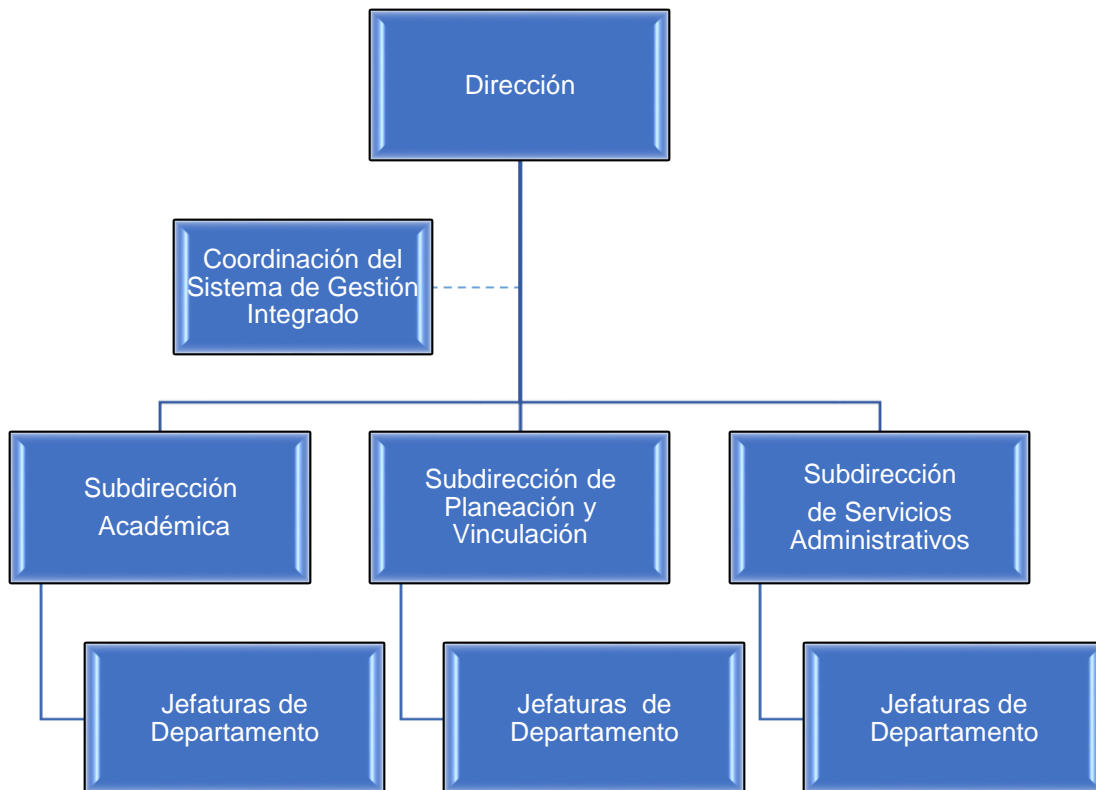 Dirección
Coordinación del
Sistema de Gestión
Integrado
Subdirección
Académica
Subdirección de
Planeación y
Vinculación
Subdirección
de Servicios
Administrativos
Jefaturas de
Departamento
Jefaturas de
Departamento
Jefaturas de
Departamento